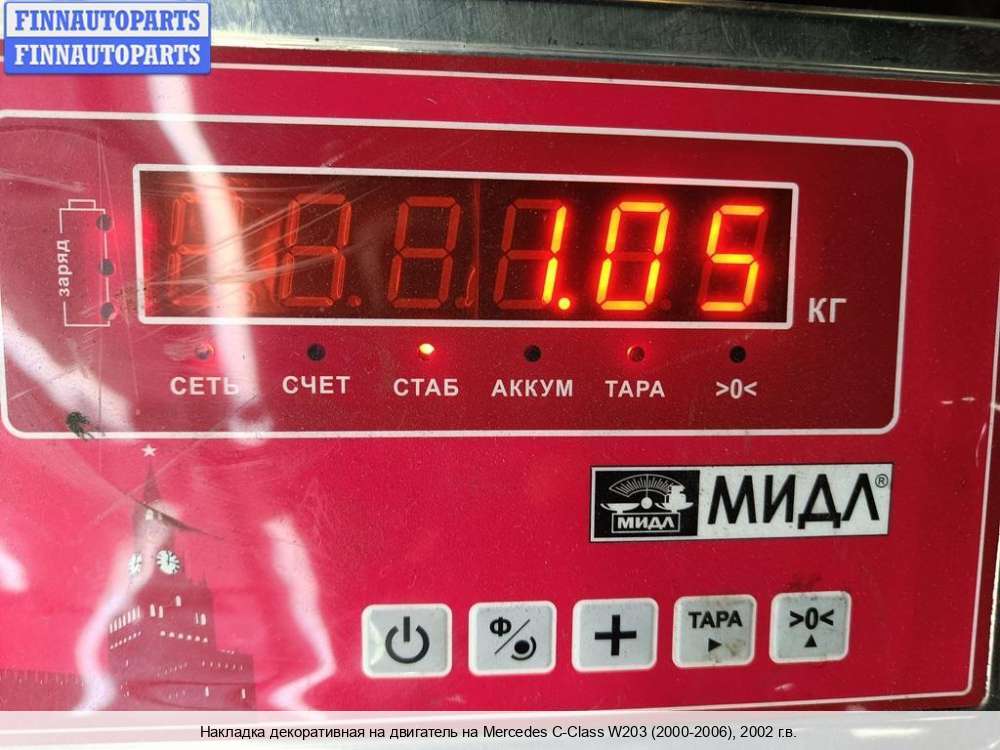 FINNAUTOPARTS
FINNAUTOPARTS
заряд
1.05
КГ
СЕТЬ СЧЕТ СТАБ АККУМ ТАРА >0<
МИДЛ
МИДЛ®
Ф ТАРА >0<
Накладка декоративная на двигатель на Mercedes C-Class W203 (2000-2006), 2002 г.в.